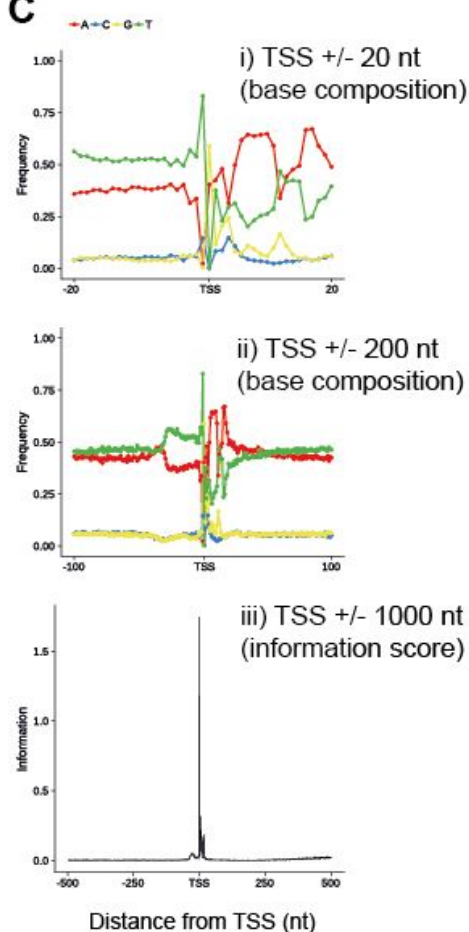 C
A C G T
i) TSS +/- 20 nt
(base composition)
1.00
0.75
0.50
0.25
0.00
Frequency
-20 TSS 20
ii) TSS +/- 200 nt
(base composition)
1.00
0.75
0.50
0.25
0.00
Frequency
-100 TSS 100
iii) TSS +/- 1000 nt
(information score)
1.5
1.0
0.5
0.0
Information
-500 -250 TSS 250 500
Distance from TSS (nt)